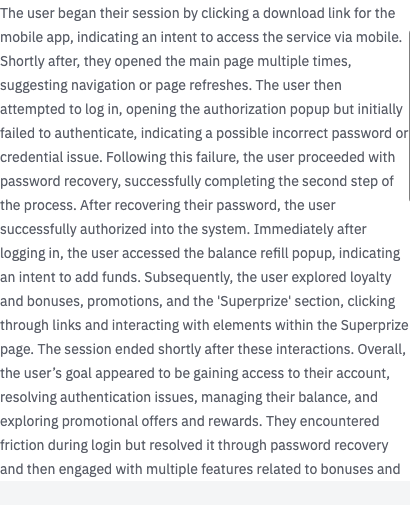 The user began their session by clicking a download link for the
mobile app, indicating an intent to access the service via mobile.
Shortly after, they opened the main page multiple times,
suggesting navigation or page refreshes. The user then
attempted to log in, opening the authorization popup but initially
failed to authenticate, indicating a possible incorrect password or
credential issue. Following this failure, the user proceeded with
password recovery, successfully completing the second step of
the process. After recovering their password, the user
successfully authorized into the system. Immediately after
logging in, the user accessed the balance refill popup, indicating
an intent to add funds. Subsequently, the user explored loyalty
and bonuses, promotions, and the 'Superprize' section, clicking
through links and interacting with elements within the Superprize
page. The session ended shortly after these interactions. Overall,
the user’s goal appeared to be gaining access to their account,
resolving authentication issues, managing their balance, and
exploring promotional offers and rewards. They encountered
friction during login but resolved it through password recovery
and then engaged with multiple features related to bonuses and